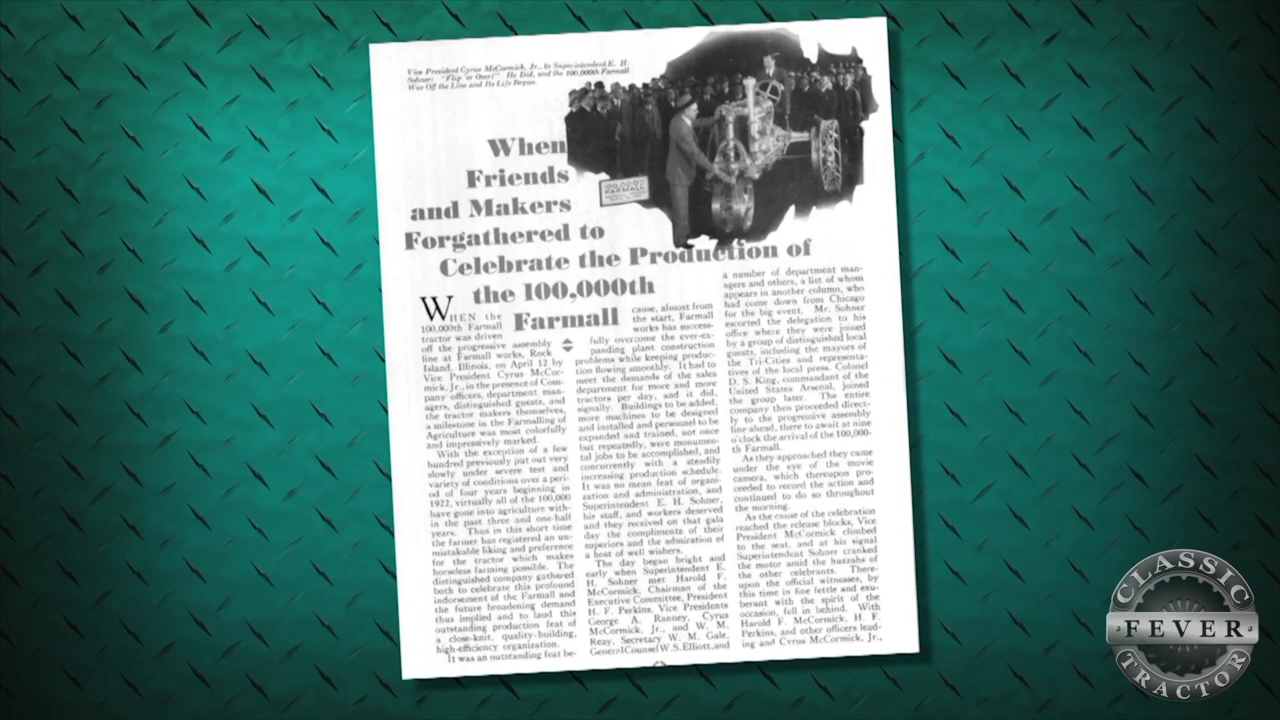 Vice President Cyrus McCormick, Jr., to Superintendent E. H.
Sohner: "Flip 'er Over!" He Did, and the 100,000th Farmall
Was Off the Line and Its Life Began.
100,000th
FARMALL
When
Friends
and Makers
Forgathered to
Celebrate the Production of
the 100,000th
Farmall
WHEN the
100,000th Farmall
tractor was driven
off the progressive assembly
line at Farmall works, Rock
Island, Illinois, on April 12 by
Vice President Cyrus McCor-
mick, Jr., in the presence of Com-
pany officers, department man-
agers, distinguished guests, and
the tractor makers themselves,
a milestone in the Farmalling of
Agriculture was most colorfully
and impressively marked.
With the exception of a few
hundred previously put out very
slowly under severe test and
variety of conditions over a peri-
od of four years beginning in
1922, virtually all of the 100,000
have gone into agriculture with-
in the past three and one-half
years. Thus in this short time
the farmer has registered an un-
mistakable liking and preference
for the tractor which makes
horseless farming possible. The
distinguished company gathered
both to celebrate this profound
indorsement of the Farmall and
the future broadening demand
thus implied and to laud this
outstanding production feat of
a close-knit, quality-building,
high-efficiency organization.
It was an outstanding feat be-
cause, almost from
the start, Farmall
works has success-
fully overcome the ever-ex-
panding plant construction
problems while keeping produc-
tion flowing smoothly. It had to
meet the demands of the sales
department for more and more
tractors per day, and it did,
signally. Buildings to be added,
more machines to be designed
and installed and personnel to be
expanded and trained, not once
but repeatedly, were monumen-
tal jobs to be accomplished, and
concurrently with a steadily
increasing production schedule.
It was no mean feat of organi-
zation and administration, and
Superintendent E. H. Sohner,
his staff, and workers deserved
and they received on that gala
day the compliments of their
superiors and the admiration of
a host of well wishers.
The day began bright and
early when Superintendent E.
H. Sohner met Harold F.
McCormick, Chairman of the
Executive Committee, President
H. F. Perkins, Vice Presidents
George A. Ranney, Cyrus
McCormick, Jr., and W. M.
Reay, Secretary W. M. Gale,
General Counsel W. S. Elliott, and
a number of department man-
agers and others, a list of whom
appears in another column, who
had come down from Chicago
for the big event. Mr. Sohner
escorted the delegation to his
office where they were joined
by a group of distinguished local
guests, including the mayors of
the Tri-Cities and representa-
tives of the local press. Colonel
D. S. King, commandant of the
United States Arsenal, joined
the group later. The entire
company then proceeded direct-
ly to the progressive assembly
line ahead, there to await at nine
o'clock the arrival of the 100,000-
th Farmall.
As they approached they came
under the eye of the movie
camera, which thereupon pro-
ceeded to record the action and
continued to do so throughout
the morning.
As the cause of the celebration
reached the release blocks, Vice
President McCormick climbed
to the seat, and at his signal
Superintendent Sohner cranked
the motor amid the huzzahs of
the other celebrants. There-
upon the official witnesses, by
this time in fine fettle and exu-
berant with the spirit of the
occasion, fell in behind. With
Harold F. McCormick, H. F.
Perkins, and other officers lead-
ing and Cyrus McCormick, Jr.,
CLASSIC
FEVER
TRACTOR